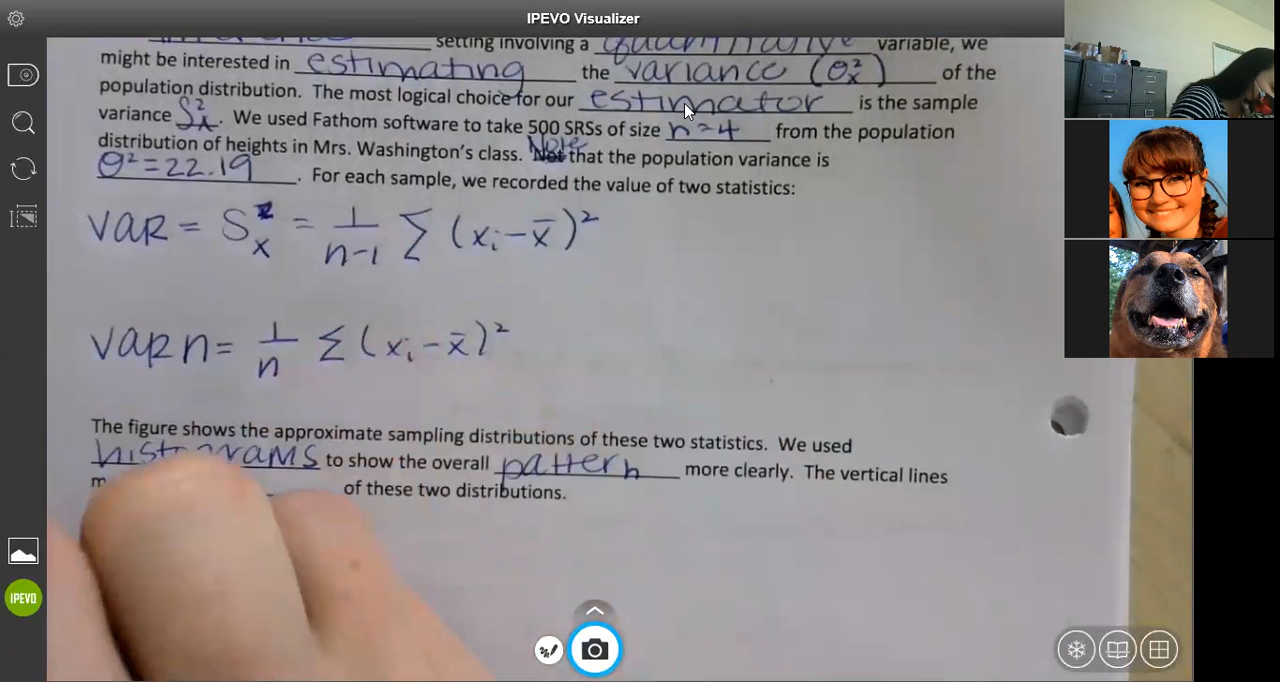 IPEVO Visualizer
inference setting involving a quantitative variable, we
might be interested in estimating the variance (σ²ₓ) of the
population distribution. The most logical choice for our estimator is the sample
variance S²ₓ. We used Fathom software to take 500 SRSs of size n=4 from the population
distribution of heights in Mrs. Washington's class. Note that the population variance is
σ²=22.19. For each sample, we recorded the value of two statistics:
VAR = S²ₓ = 1/n-1 Σ (xᵢ-x̄)²
VAR n= 1/n Σ(xᵢ-x̄)²
The figure shows the approximate sampling distributions of these two statistics. We used
histograms to show the overall pattern more clearly. The vertical lines
of these two distributions.
IPEVO